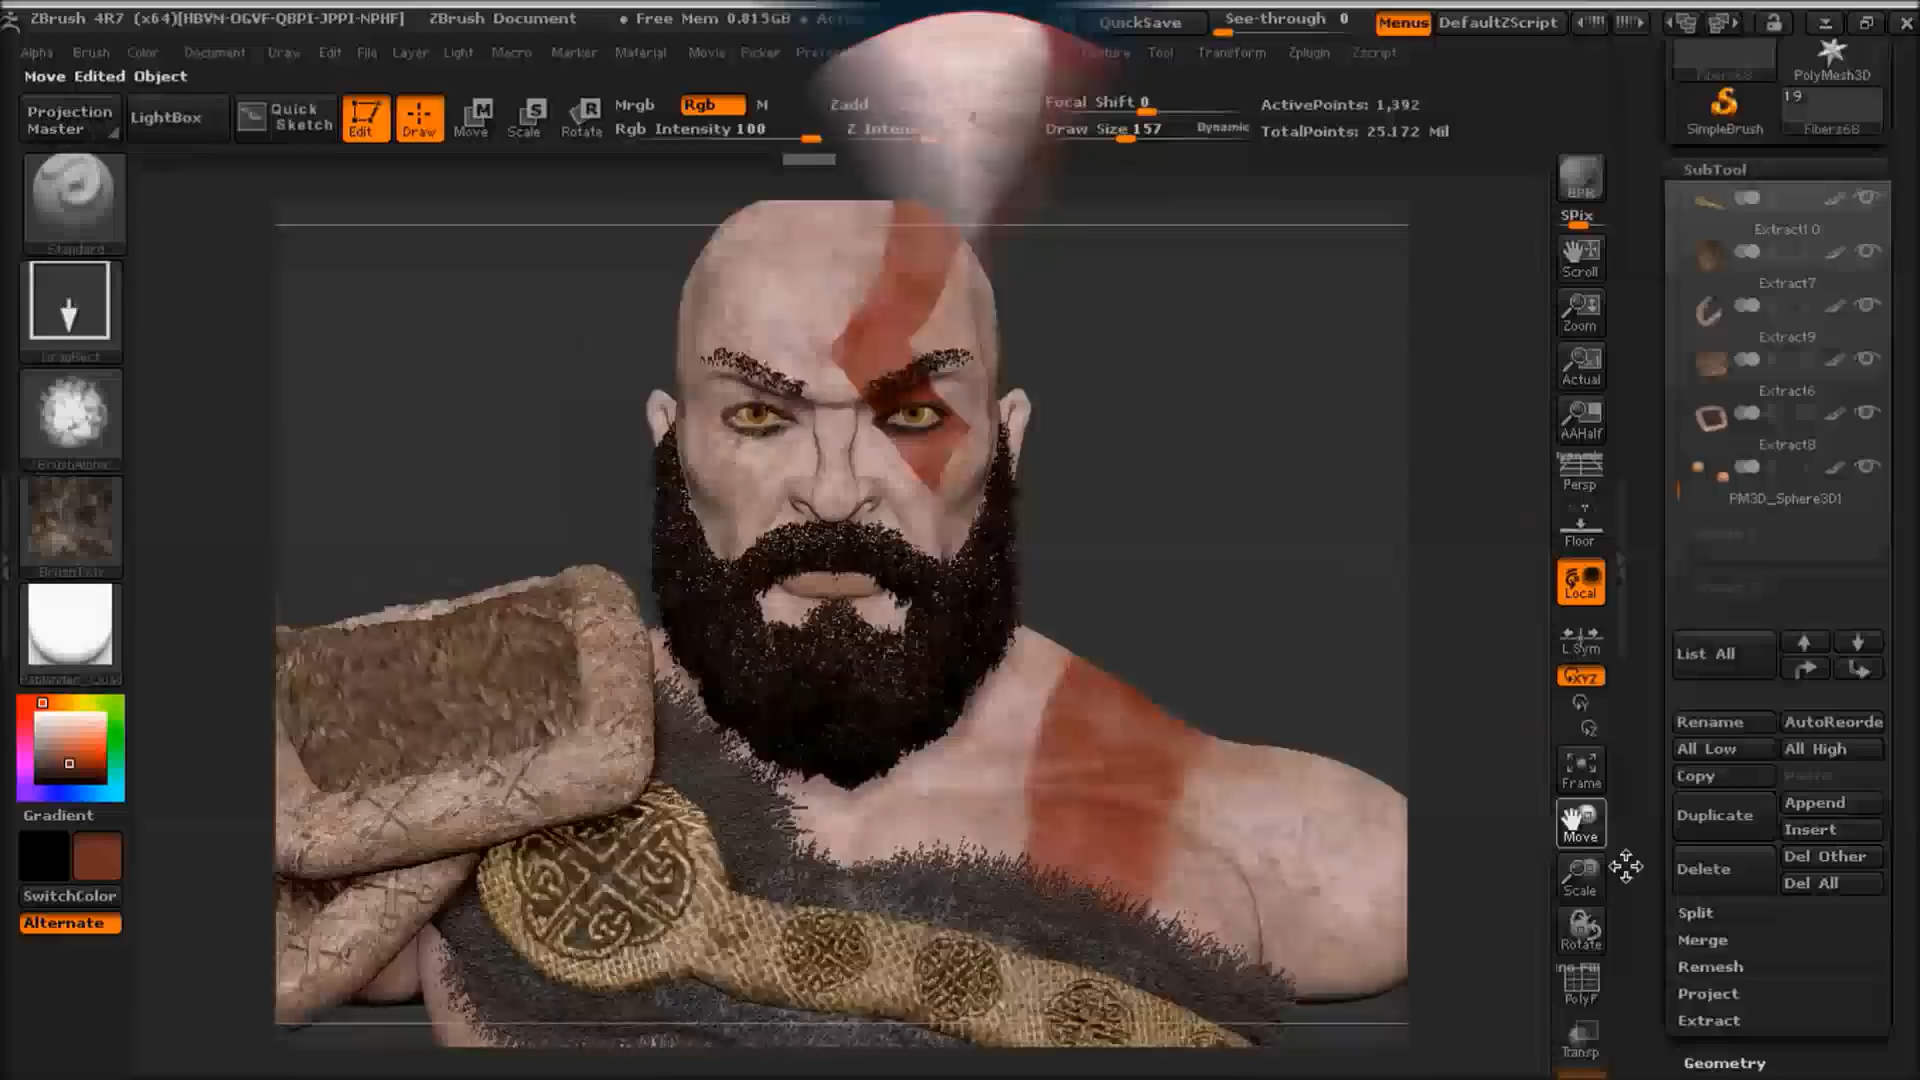 ZBrush 4R7 (x64)[HBVN-OGVF-QBPI-JPPI-NPHF] ZBrush Document • Free Mem 0.815GB QuickSave See-through 0 Menus DefaultZScript
Alpha Brush Color Document Draw Edit File Layer Light Macro Marker Material Movie Picker Texture Tool Transform Zplugin Zscript
Move Edited Object
Projection Master
LightBox
Quick Sketch
Edit
Draw
Move
Scale
Rotate
Mrgb Rgb M
Rgb Intensity 100
Zadd
Focal Shift 0
Draw Size 157 Dynamic
ActivePoints: 1,392
TotalPoints: 25.172 Mil
PolyMesh3D
SimpleBrush
19
Fibers68
Standard
DragRect
BrushAlpha
Gradient
SwitchColor
Alternate
BPR
SPix
Scroll
Zoom
Actual
AAHalf
Persp
Floor
Local
L.Sym
XYZ
Frame
Move
Scale
Rotate
PolyF
Transp
SubTool
Extract10
Extract7
Extract9
Extract6
Extract8
PM3D_Sphere3D1
List All
Rename AutoReorde
All Low All High
Copy
Duplicate Append
Insert
Delete Del Other
Del All
Split
Merge
Remesh
Project
Extract
Geometry